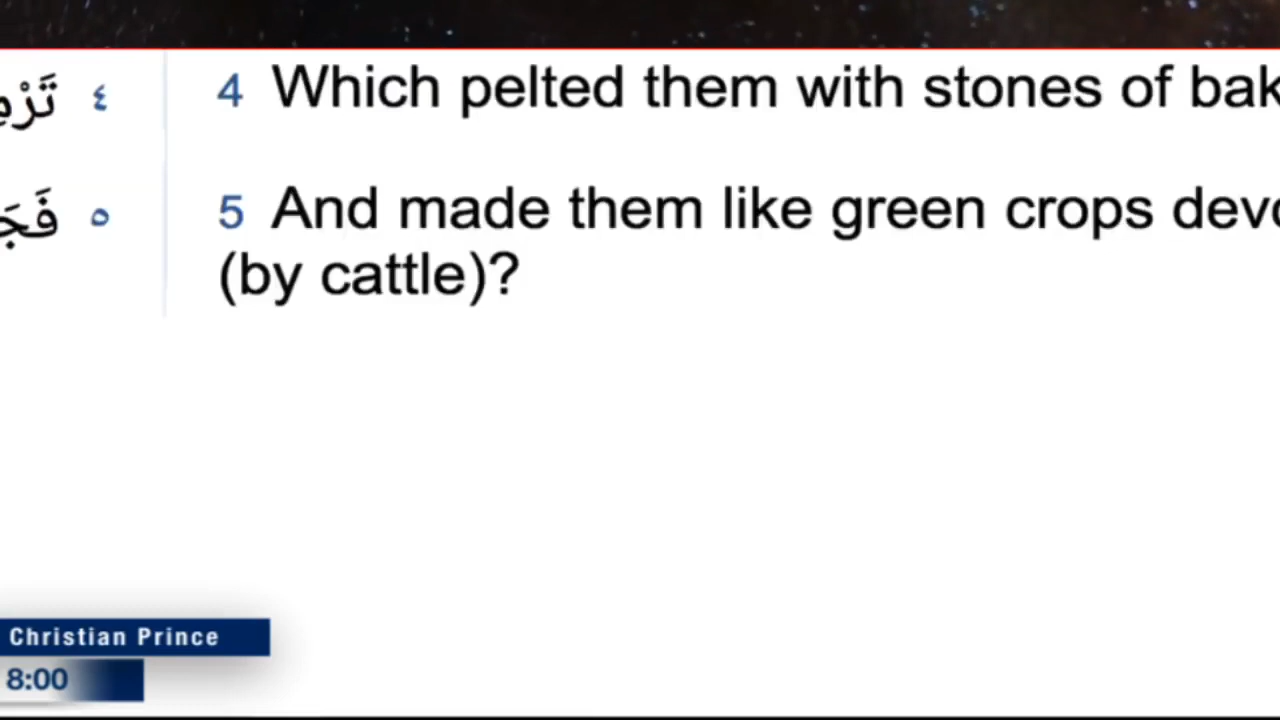 ٤ 4 Which pelted them with stones of
٥ 5 And made them like green crops
(by cattle)?
Christian Prince
8:00